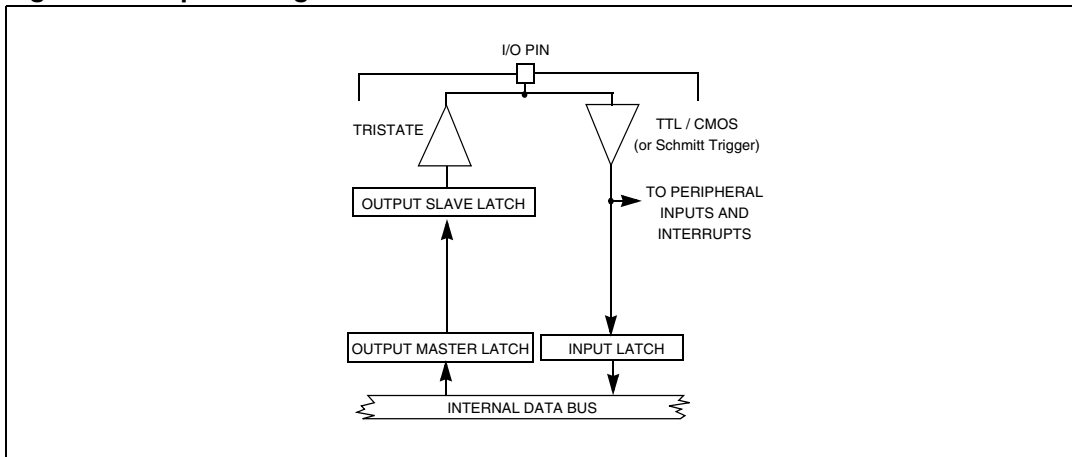 I/O PIN
TRISTATE
TTL / CMOS
(or Schmitt Trigger)
TO PERIPHERAL
INPUTS AND
INTERRUPTS
OUTPUT SLAVE LATCH
OUTPUT MASTER LATCH
INPUT LATCH
INTERNAL DATA BUS